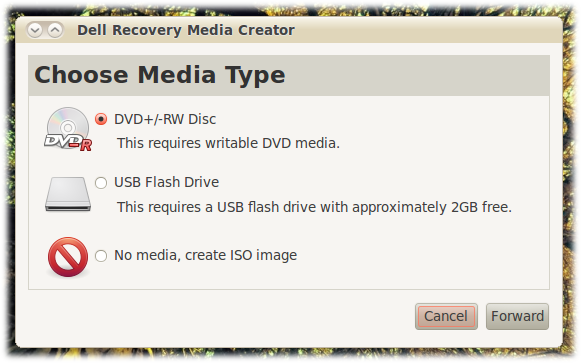 Dell Recovery Media Creator
Choose Media Type
DVD+/-RW Disc
This requires writable DVD media.
DVD-R
USB Flash Drive
This requires a USB flash drive with approximately 2GB free.
No media, create ISO image
Cancel
Forward